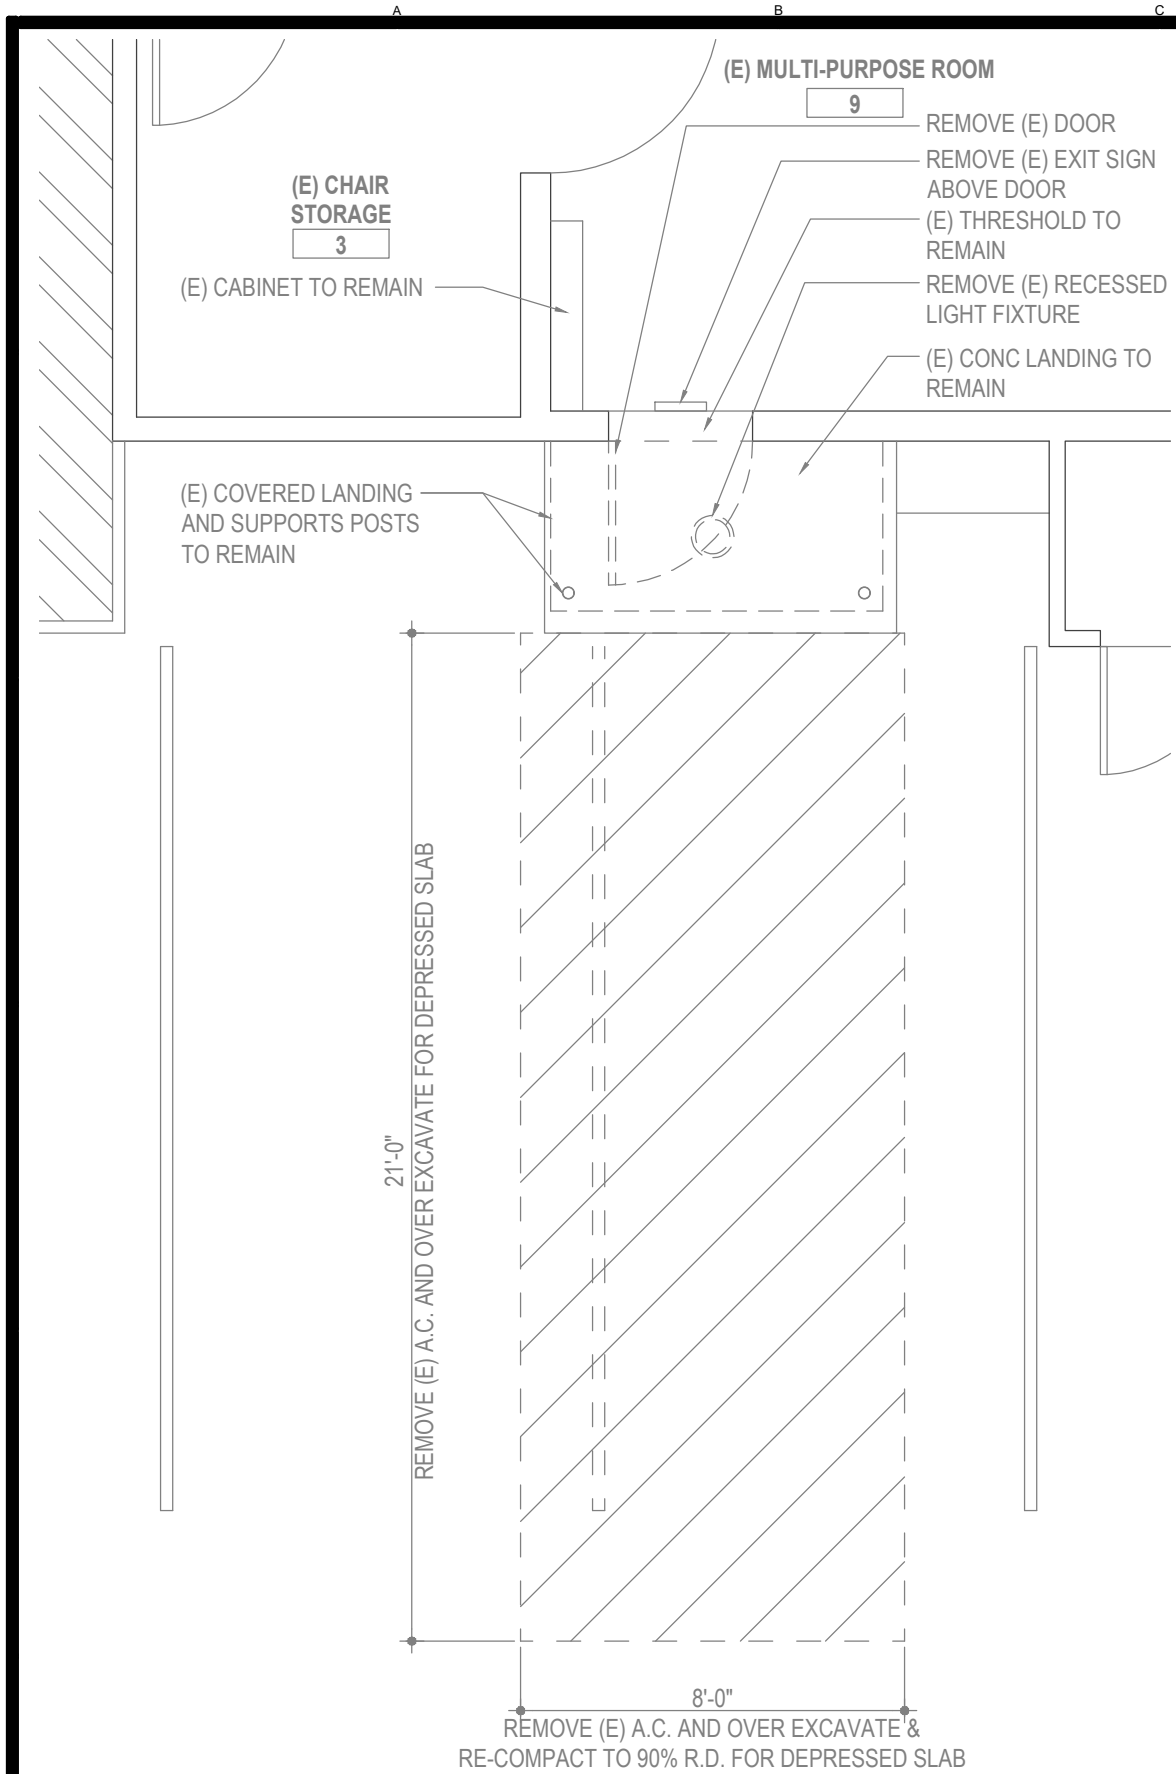 A
B
C
(E) MULTI-PURPOSE ROOM
9
REMOVE (E) DOOR
REMOVE (E) EXIT SIGN
ABOVE DOOR
(E) THRESHOLD TO
REMAIN
REMOVE (E) RECESSED
LIGHT FIXTURE
(E) CONC LANDING TO
REMAIN
(E) CHAIR
STORAGE
3
(E) CABINET TO REMAIN
(E) COVERED LANDING
AND SUPPORTS POSTS
TO REMAIN
21'-0"
REMOVE (E) A.C. AND OVER EXCAVATE FOR DEPRESSED SLAB
8'-0"
REMOVE (E) A.C. AND OVER EXCAVATE &
RE-COMPACT TO 90% R.D. FOR DEPRESSED SLAB